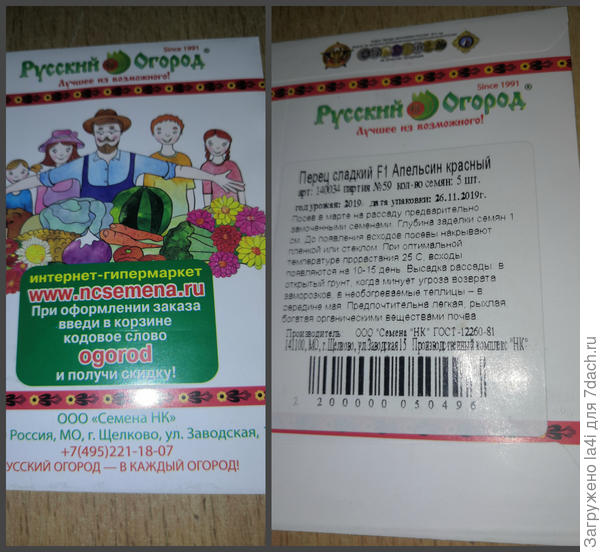 Since 1991
Русский Огород®
Лучшее из возможного!
интернет-гипермаркет
www.ncsemena.ru
При оформлении заказа
введи в корзине
кодовое слово
ogorod
и получи скидку!
ООО «Семена НК»
Россия, МО, г. Щелково, ул. Заводская,
+7(495)221-18-07
УССКИЙ ОГОРОД — В КАЖДЫЙ ОГОРОД!
Since 1991
Русский Огород®
Лучшее из возможного!
Перец сладкий F1 Апельсин красный
арт: 140034 партия №59 кол-во семян: 5 шт.
год урожая: 2019. дата упаковки: 26.11.2019г.
Посев в марте на рассаду предварительно
замоченными семенами. Глубина заделки семян 1
см. До появления всходов посевы накрывают
пленкой или стеклом. При оптимальной
температуре прорастания 25 С, всходы
появляются на 10-15 день. Высадка рассады: в
открытый грунт, когда минует угроза возврата
заморозков, в необогреваемые теплицы – в
середине мая. Предпочтительна легкая, рыхлая,
богатая органическими веществами почва.
Производитель: ООО "Семена "НК" ГОСТ-12260-81
141100, МО, г.Щелково, ул.Заводская 15 Производственный комплекс "НК"
2 200000 050496
Загружено la4i для 7dach.ru